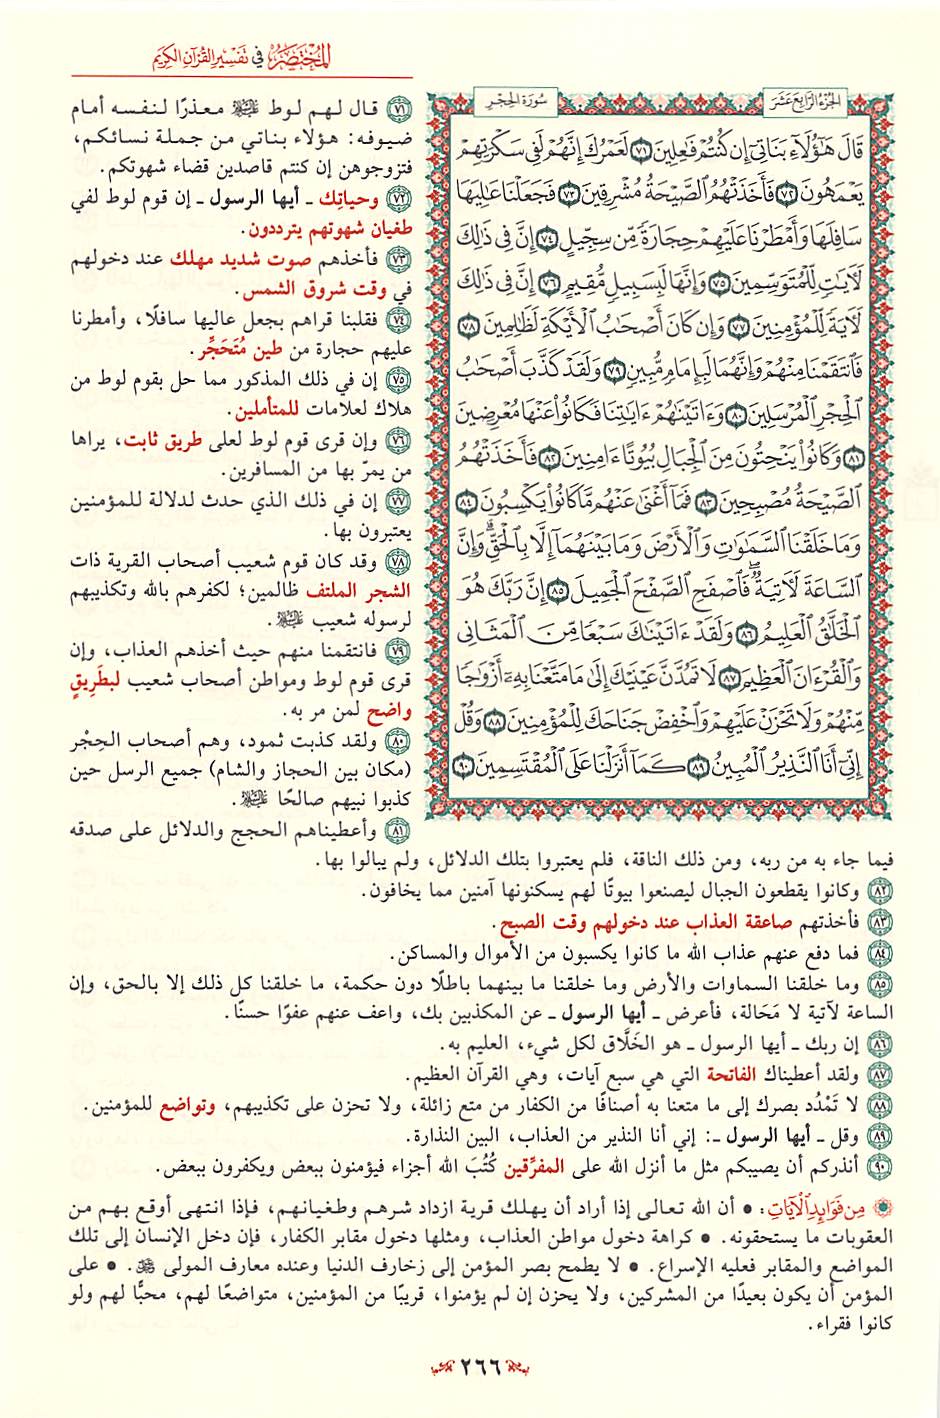 المختصر في تفسير القرآن الكريم
الجزء الرابع عشر
سورة الحجر
قَالَ هَٰٓؤُلَآءِ بَنَاتِيٓ إِن كُنتُمۡ فَٰعِلِينَ ٧١ لَعَمۡرُكَ إِنَّهُمۡ لَفِي سَكۡرَتِهِمۡ
يَعۡمَهُونَ ٧٢ فَأَخَذَتۡهُمُ ٱلصَّيۡحَةُ مُشۡرِقِينَ ٧٣ فَجَعَلۡنَا عَٰلِيَهَا
سَافِلَهَا وَأَمۡطَرۡنَا عَلَيۡهِمۡ حِجَارَةٗ مِّن سِجِّيلٍ ٧٤ إِنَّ فِي ذَٰلِكَ
لَأٓيَٰتٖ لِّلۡمُتَوَسِّمِينَ ٧٥ وَإِنَّهَا لَبِسَبِيلٖ مُّقِيمٍ ٧٦ إِنَّ فِي ذَٰلِكَ
لَأٓيَةٗ لِّلۡمُؤۡمِنِينَ ٧٧ وَإِن كَانَ أَصۡحَٰبُ ٱلۡأَيۡكَةِ لَظَٰلِمِينَ ٧٨
فَٱنتَقَمۡنَا مِنۡهُمۡ وَإِنَّهُمَا لَبِإِمَامٖ مُّبِينٖ ٧٩ وَلَقَدۡ كَذَّبَ أَصۡحَٰبُ
ٱلۡحِجۡرِ ٱلۡمُرۡسَلِينَ ٨٠ وَءَاتَيۡنَٰهُمۡ ءَايَٰتِنَا فَكَانُواْ عَنۡهَا مُعۡرِضِينَ
٨١ وَكَانُواْ يَنۡحِتُونَ مِنَ ٱلۡجِبَالِ بُيُوتًا ءَامِنِينَ ٨٢ فَأَخَذَتۡهُمُ
ٱلصَّيۡحَةُ مُصۡبِحِينَ ٨٣ فَمَآ أَغۡنَىٰ عَنۡهُم مَّا كَانُواْ يَكۡسِبُونَ ٨٤
وَمَا خَلَقۡنَا ٱلسَّمَٰوَٰتِ وَٱلۡأَرۡضَ وَمَا بَيۡنَهُمَآ إِلَّا بِٱلۡحَقِّۗ وَإِنَّ
ٱلسَّاعَةَ لَأٓتِيَةٞۖ فَٱصۡفَحِ ٱلصَّفۡحَ ٱلۡجَمِيلَ ٨٥ إِنَّ رَبَّكَ هُوَ
ٱلۡخَلَّٰقُ ٱلۡعَلِيمُ ٨٦ وَلَقَدۡ ءَاتَيۡنَٰكَ سَبۡعٗا مِّنَ ٱلۡمَثَانِي
وَٱلۡقُرۡءَانَ ٱلۡعَظِيمَ ٨٧ لَا تَمُدَّنَّ عَيۡنَيۡكَ إِلَىٰ مَا مَتَّعۡنَا بِهِۦٓ أَزۡوَٰجٗا
مِّنۡهُمۡ وَلَا تَحۡزَنۡ عَلَيۡهِمۡ وَٱخۡفِضۡ جَنَاحَكَ لِلۡمُؤۡمِنِينَ ٨٨ وَقُلۡ
إِنِّيٓ أَنَا ٱلنَّذِيرُ ٱلۡمُبِينُ ٨٩ كَمَآ أَنزَلۡنَا عَلَى ٱلۡمُقۡتَسِمِينَ ٩٠
٧١ قال لهم لوط عليه السلام معذرًا لنفسه أمام
ضيوفه: هؤلاء بناتي من جملة نسائكم،
فتزوجوهن إن كنتم قاصدين قضاء شهوتكم.
٧٢ وحياتِك ـ أيها الرسول ـ إن قوم لوط لفي
طغيان شهوتهم يترددون.
٧٣ فأخذهم صوت شديد مهلك عند دخولهم
في وقت شروق الشمس.
٧٤ فقلبنا قراهم بجعل عاليها سافلًا، وأمطرنا
عليهم حجارة من طين مُتَحَجِّر.
٧٥ إن في ذلك المذكور مما حل بقوم لوط من
هلاك لعلامات للمتأملين.
٧٦ وإن قرى قوم لوط لعلى طريق ثابت، يراها
من يمرّ بها من المسافرين.
٧٧ إن في ذلك الذي حدث لدلالة للمؤمنين
يعتبرون بها.
٧٨ وقد كان قوم شعيب أصحاب القرية ذات
الشجر الملتف ظالمين؛ لكفرهم بالله وتكذيبهم
لرسوله شعيب عليه السلام.
٧٩ فانتقمنا منهم حيث أخذهم العذاب، وإن
قرى قوم لوط ومواطن أصحاب شعيب لبطَرِيقٍ
واضح لمن مر به.
٨٠ ولقد كذبت ثمود، وهم أصحاب الحِجْر
(مكان بين الحجاز والشام) جميع الرسل حين
كذبوا نبيهم صالحًا عليه السلام.
٨١ وأعطيناهم الحجج والدلائل على صدقه
فيما جاء به من ربه، ومن ذلك الناقة، فلم يعتبروا بتلك الدلائل، ولم يبالوا بها.
٨٢ وكانوا يقطعون الجبال ليصنعوا بيوتًا لهم يسكنونها آمنين مما يخافون.
٨٣ فأخذتهم صاعقة العذاب عند دخولهم وقت الصبح.
٨٤ فما دفع عنهم عذاب الله ما كانوا يكسبون من الأموال والمساكن.
٨٥ وما خلقنا السماوات والأرض وما خلقنا ما بينهما باطلًا دون حكمة، ما خلقنا كل ذلك إلا بالحق، وإن
الساعة لآتية لا مَحَالة، فأعرض ـ أيها الرسول ـ عن المكذبين بك، واعف عنهم عفوًا حسنًا.
٨٦ إن ربك ـ أيها الرسول ـ هو الخَلَّاق لكل شيء، العليم به.
٨٧ ولقد أعطيناك الفاتحة التي هي سبع آيات، وهي القرآن العظيم.
٨٨ لا تَمْدُد بصرك إلى ما متعنا به أصنافًا من الكفار من متع زائلة، ولا تحزن على تكذيبهم، وتواضع للمؤمنين.
٨٩ وقل ـ أيها الرسول ـ: إني أنا النذير من العذاب، البين النذارة.
٩٠ أنذركم أن يصيبكم مثل ما أنزل الله على المفرِّقين كُتُبَ الله أجزاء فيؤمنون ببعض ويكفرون ببعض.
من فوائد الآيات: • أن الله تعالى إذا أراد أن يهلك قرية ازداد شرهم وطغيانهم، فإذا انتهى أوقع بهم من
العقوبات ما يستحقونه. • كراهة دخول مواطن العذاب، ومثلها دخول مقابر الكفار، فإن دخل الإنسان إلى تلك
المواضع والمقابر فعليه الإسراع. • لا يطمح بصر المؤمن إلى زخارف الدنيا وعنده معارف المولى. • على
المؤمن أن يكون بعيدًا من المشركين، ولا يحزن إن لم يؤمنوا، قريبًا من المؤمنين، متواضعًا لهم، محبًّا لهم ولو
كانوا فقراء.
٢٦٦